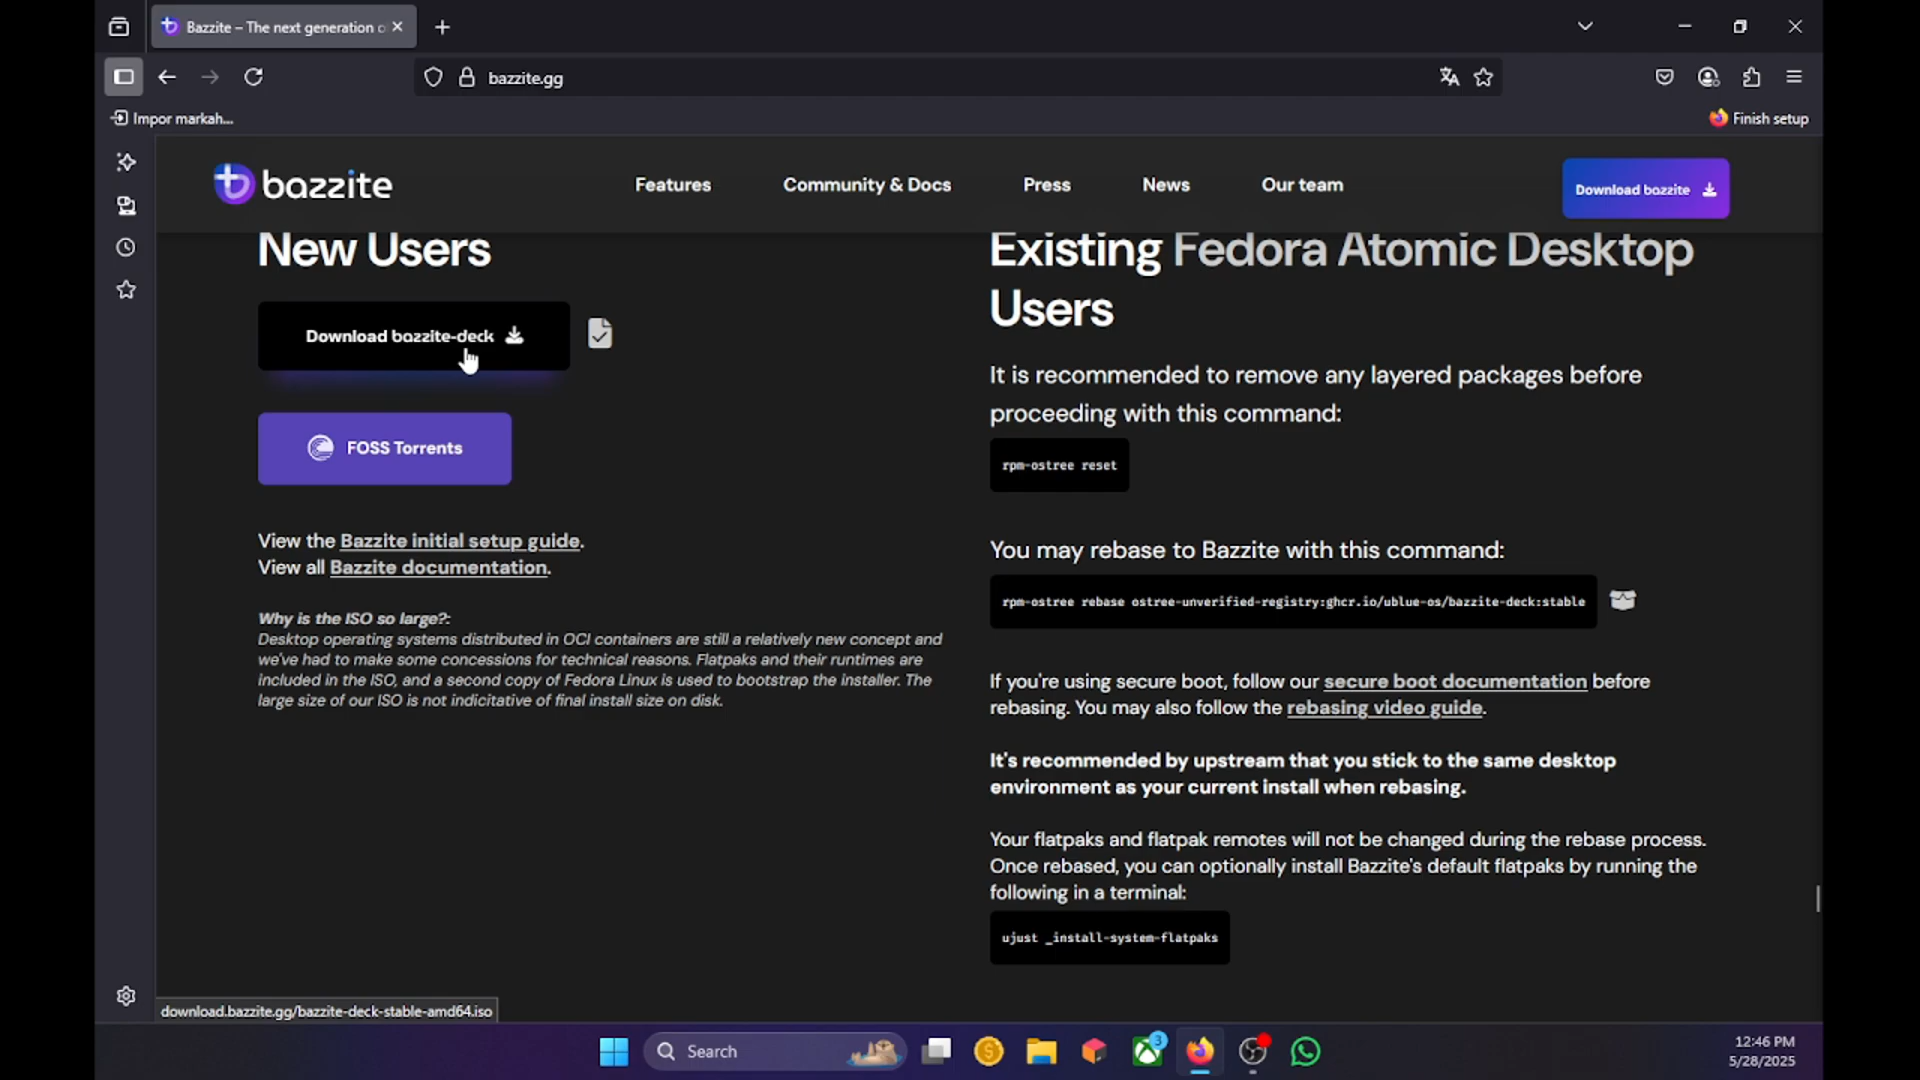 Bazzite – The next generation o
bazzite.gg
Impor markah...
Finish setup
bazzite
Features
Community & Docs
Press
News
Our team
Download bazzite
New Users
Download bazzite-deck
FOSS Torrents
View the Bazzite initial setup guide.
View all Bazzite documentation.
Why is the ISO so large?:
Desktop operating systems distributed in OCI containers are still a relatively new concept and
we've had to make some concessions for technical reasons. Flatpaks and their runtimes are
included in the ISO, and a second copy of Fedora Linux is used to bootstrap the installer. The
large size of our ISO is not indicitative of final install size on disk.
Existing Fedora Atomic Desktop
Users
It is recommended to remove any layered packages before
proceeding with this command:
rpm-ostree reset
You may rebase to Bazzite with this command:
rpm-ostree rebase ostree-unverified-registry:ghcr.io/ublue-os/bazzite-deck:stable
If you're using secure boot, follow our secure boot documentation before
rebasing. You may also follow the rebasing video guide.
It's recommended by upstream that you stick to the same desktop
environment as your current install when rebasing.
Your flatpaks and flatpak remotes will not be changed during the rebase process.
Once rebased, you can optionally install Bazzite's default flatpaks by running the
following in a terminal:
ujust _install-system-flatpaks
download.bazzite.gg/bazzite-deck-stable-amd64.iso
Search
3
12:46 PM
5/28/2025